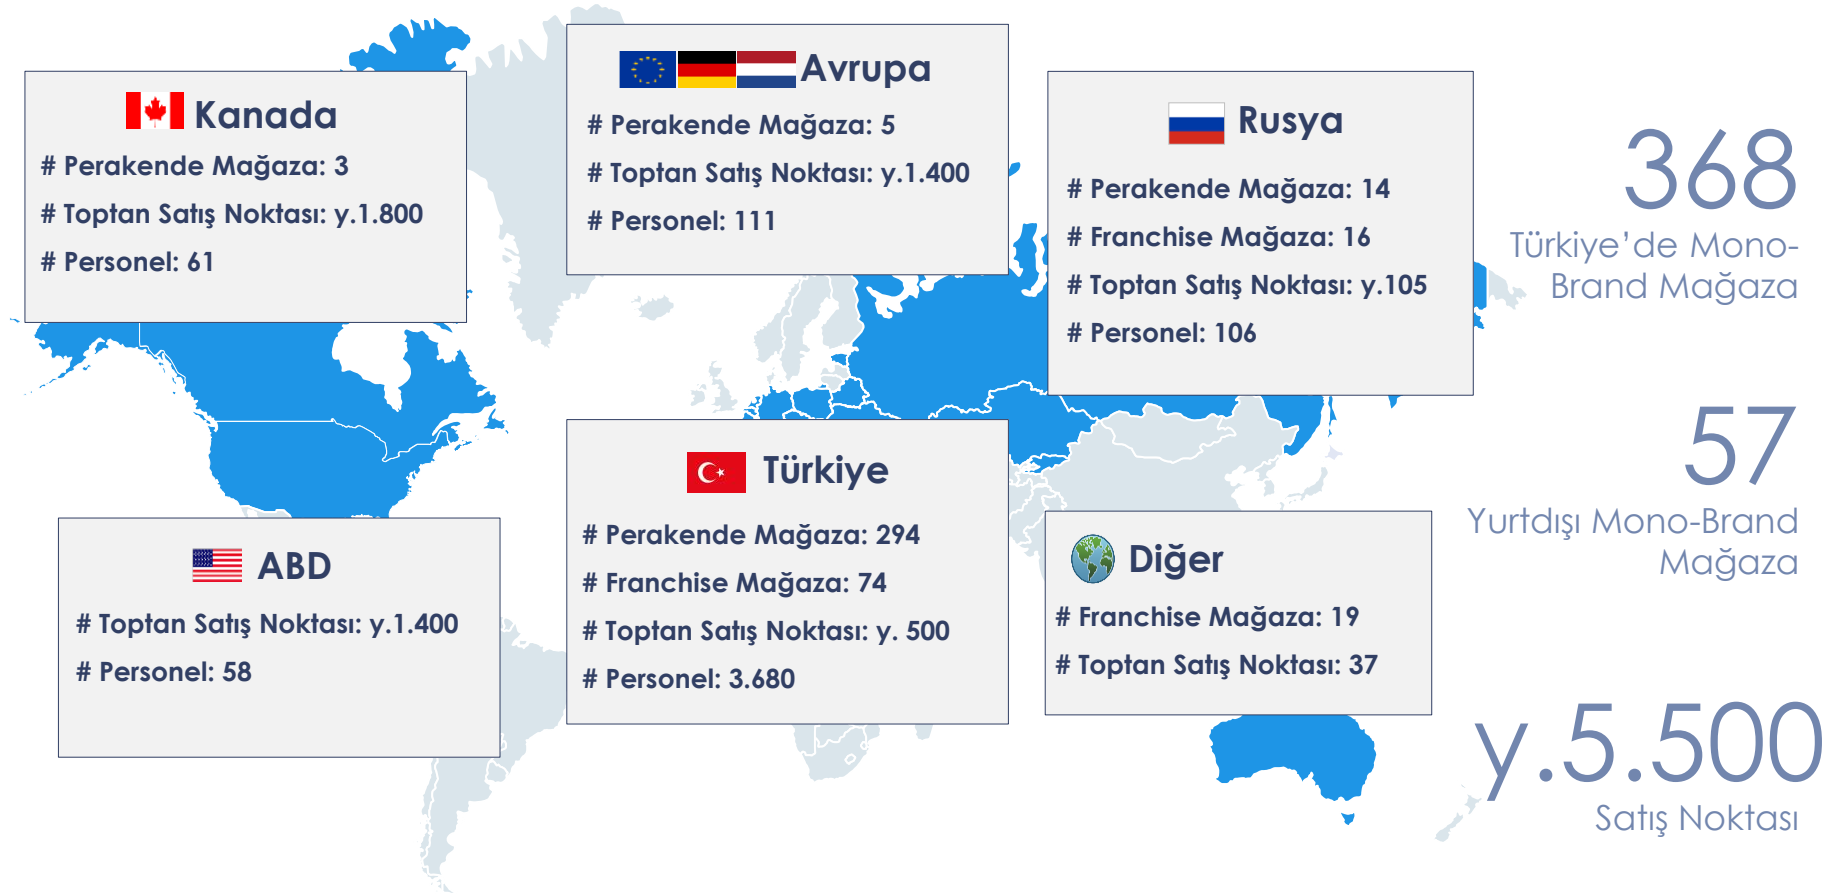 Kanada
# Perakende Mağaza: 3
# Toptan Satış Noktası: y.1.800
# Personel: 61
Avrupa
# Perakende Mağaza: 5
# Toptan Satış Noktası: y.1.400
# Personel: 111
Rusya
# Perakende Mağaza: 14
# Franchise Mağaza: 16
# Toptan Satış Noktası: y.105
# Personel: 106
368
Türkiye’de Mono-
Brand Mağaza
57
Yurtdışı Mono-Brand
Mağaza
y.5.500
Satış Noktası
ABD
# Toptan Satış Noktası: y.1.400
# Personel: 58
Türkiye
# Perakende Mağaza: 294
# Franchise Mağaza: 74
# Toptan Satış Noktası: y. 500
# Personel: 3.680
Diğer
# Franchise Mağaza: 19
# Toptan Satış Noktası: 37